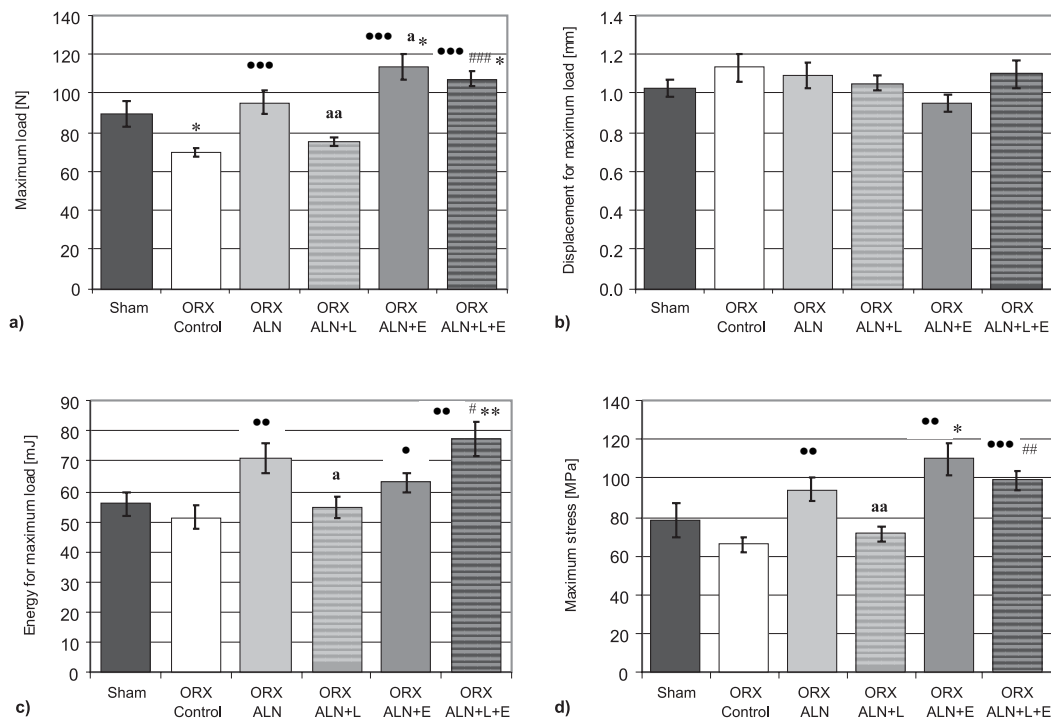 140
120
100
80
60
40
20
0
Maximum load [N]
*
●●●
aa
●●● a *
●●● ### *
Sham ORX ORX ORX ORX ORX
Control ALN ALN+L ALN+E ALN+L+E
a)
1.4
1.2
1.0
0.8
0.6
0.4
0.2
0.0
Displacement for maximum load [mm]
Sham ORX ORX ORX ORX ORX
Control ALN ALN+L ALN+E ALN+L+E
b)
90
80
70
60
50
40
30
20
10
0
Energy for maximum load [mJ]
●●
a
●
●● # **
Sham ORX ORX ORX ORX ORX
Control ALN ALN+L ALN+E ALN+L+E
c)
140
120
100
80
60
40
20
0
Maximum stress [MPa]
●●
aa
●● *
●●● ##
Sham ORX ORX ORX ORX ORX
Control ALN ALN+L ALN+E ALN+L+E
d)